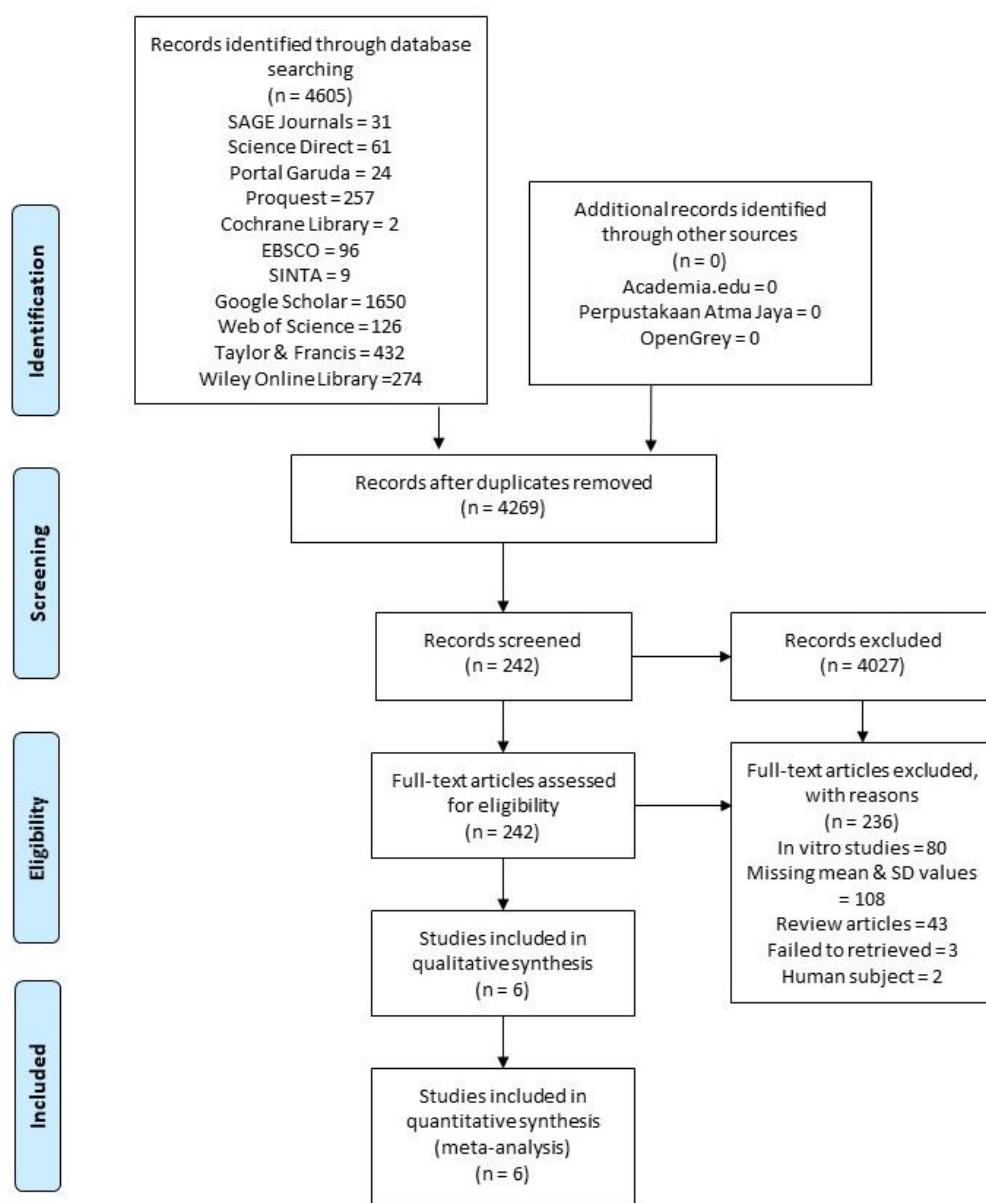 Records identified through database
searching
(n = 4605)
SAGE Journals = 31
Science Direct = 61
Portal Garuda = 24
Proquest = 257
Cochrane Library = 2
EBSCO = 96
SINTA = 9
Google Scholar = 1650
Web of Science = 126
Taylor & Francis = 432
Wiley Online Library =274
Additional records identified
through other sources
(n = 0)
Academia.edu = 0
Perpustakaan Atma Jaya = 0
OpenGrey = 0
Identification
Records after duplicates removed
(n = 4269)
Screening
Records screened
(n = 242)
Records excluded
(n = 4027)
Eligibility
Full-text articles assessed
for eligibility
(n = 242)
Full-text articles excluded,
with reasons
(n = 236)
In vitro studies = 80
Missing mean & SD values
= 108
Review articles = 43
Failed to retrieved = 3
Human subject = 2
Studies included in
qualitative synthesis
(n = 6)
Included
Studies included in
quantitative synthesis
(meta-analysis)
(n = 6)